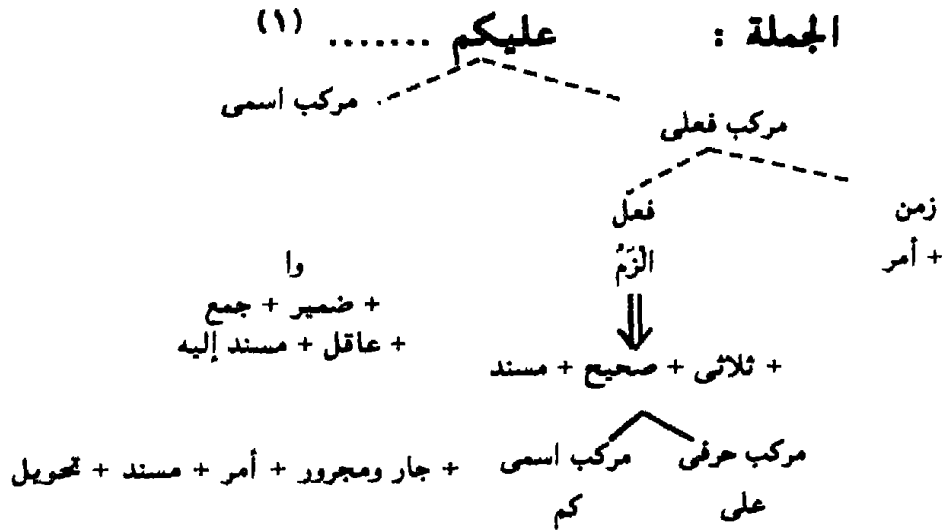 الجملة : عليكم ....... (١)
مركب اسمى
مركب فعلى
زمن
فعل
+ أمر
الْزَمُ
وا
+ ضمير + جمع
+ عاقل + مسند إليه
+ ثلاثى + صحيح + مسند
مركب حرفى
مركب اسمى
+ جار ومجرور + أمر + مسند + تحويل
على
كم